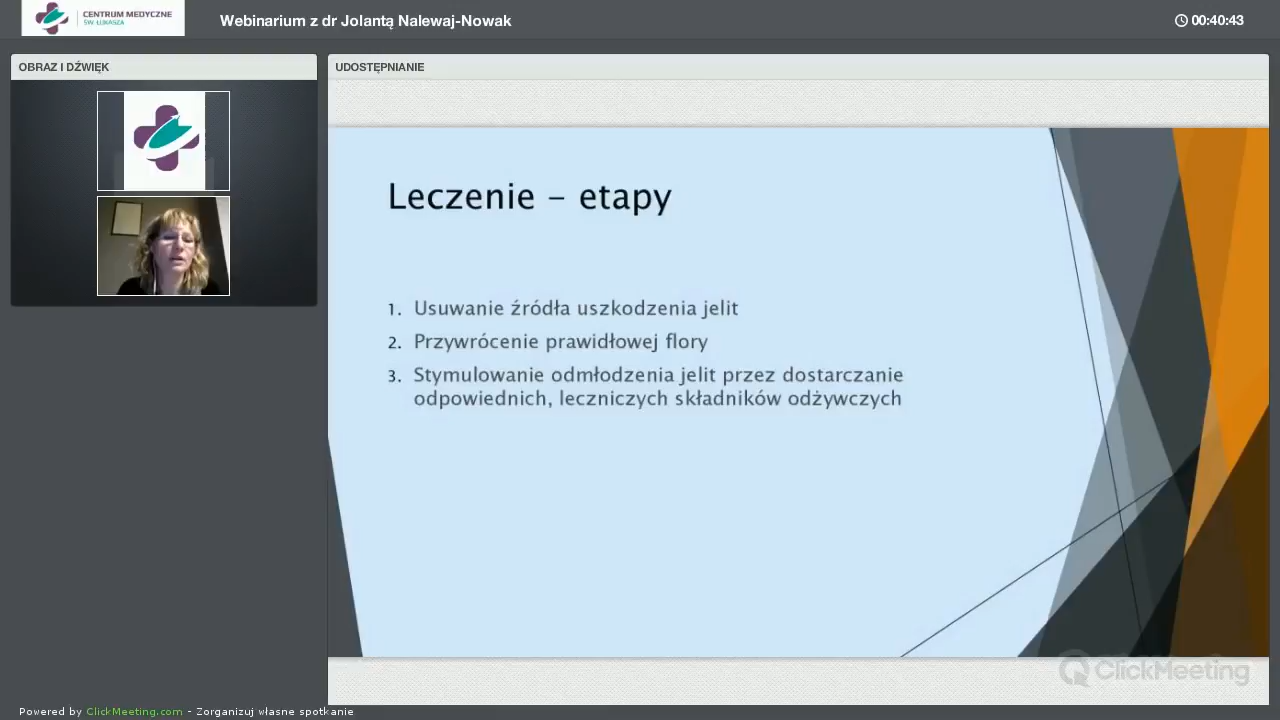 CENTRUM MEDYCZNE
ŚW. ŁUKASZA
Webinarium z dr Jolantą Nalewaj-Nowak
00:40:43
OBRAZ I DŹWIĘK
UDOSTĘPNIANIE
Leczenie – etapy
1. Usuwanie źródła uszkodzenia jelit
2. Przywrócenie prawidłowej flory
3. Stymulowanie odmłodzenia jelit przez dostarczanie
odpowiednich, leczniczych składników odżywczych
ClickMeeting
Powered by ClickMeeting.com - Zorganizuj własne spotkanie